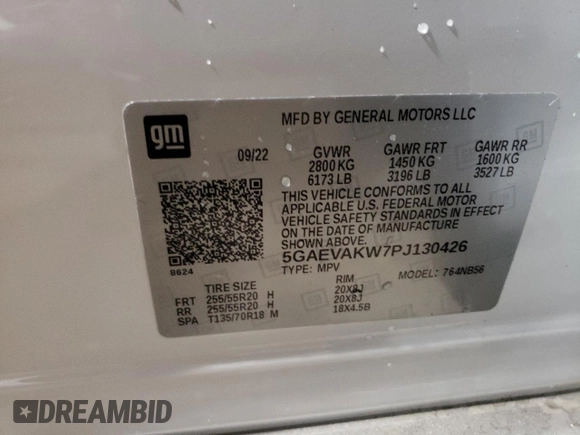 gm
MFD BY GENERAL MOTORS LLC
09/22
GVWR
2800 KG
6173 LB
GAWR FRT
1450 KG
3196 LB
GAWR RR
1600 KG
3527 LB
THIS VEHICLE CONFORMS TO ALL
APPLICABLE U.S. FEDERAL MOTOR
VEHICLE SAFETY STANDARDS IN EFFECT
ON THE DATE OF MANUFACTURE
SHOWN ABOVE.
5GAEVAKW7PJ130426
TYPE: MPV
MODEL: 764NB56
8624
TIRE SIZE RIM
FRT 255/55R20 H 20X8J
RR 255/55R20 H 20X8J
SPA T135/70R18 M 18X4.5B
DREAMBID